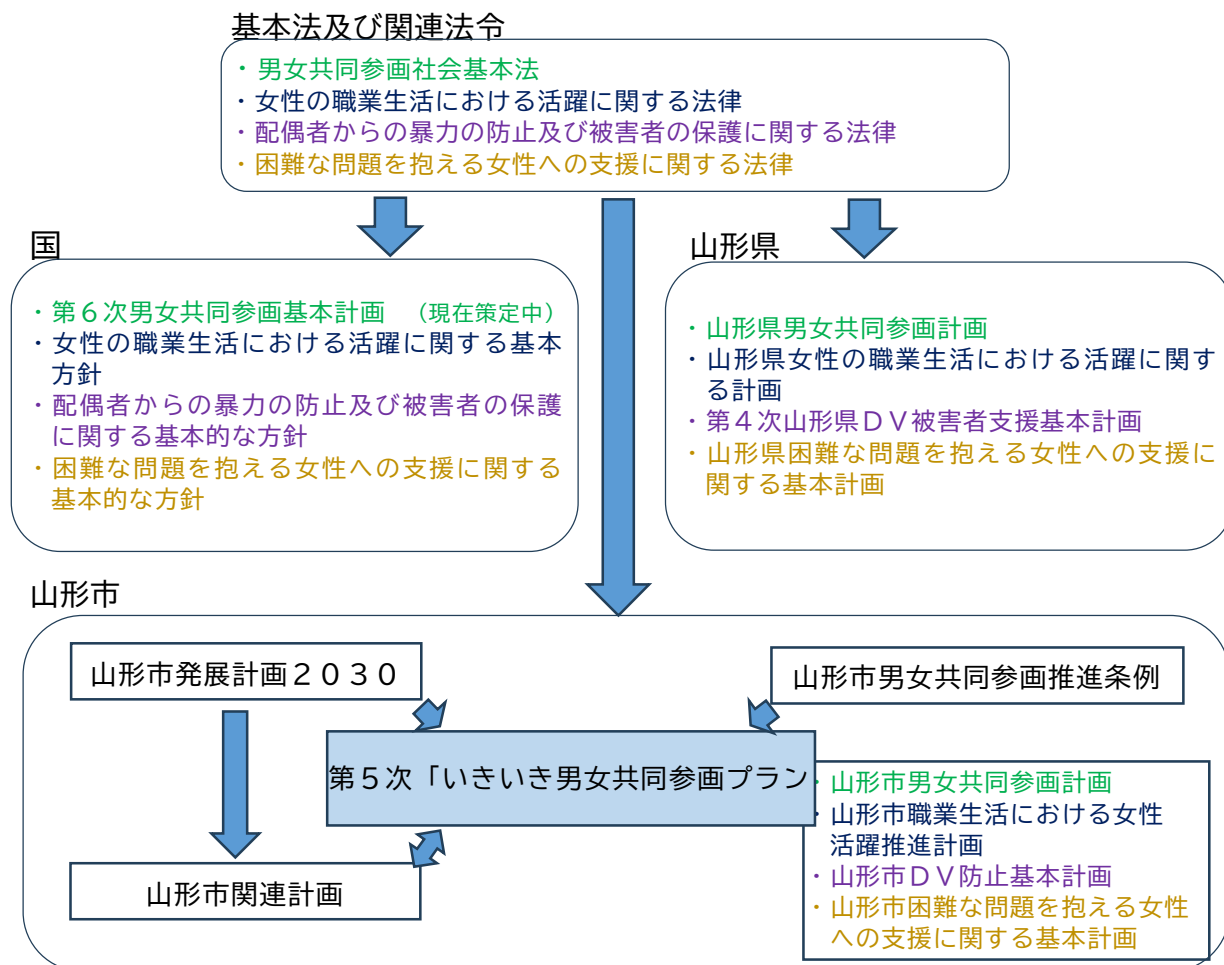 基本法及び関連法令
・男女共同参画社会基本法
・女性の職業生活における活躍に関する法律
・配偶者からの暴力の防止及び被害者の保護に関する法律
・困難な問題を抱える女性への支援に関する法律
国
・第６次男女共同参画基本計画　（現在策定中）
・女性の職業生活における活躍に関する基本
方針
・配偶者からの暴力の防止及び被害者の保護
に関する基本的な方針
・困難な問題を抱える女性への支援に関する
基本的な方針
山形県
・山形県男女共同参画計画
・山形県女性の職業生活における活躍に関す
る計画
・第４次山形県ＤＶ被害者支援基本計画
・山形県困難な問題を抱える女性への支援に
関する基本計画
山形市
山形市発展計画２０３０
山形市男女共同参画推進条例
第５次「いきいき男女共同参画プラン
・山形市男女共同参画計画
・山形市職業生活における女性
活躍推進計画
・山形市ＤＶ防止基本計画
・山形市困難な問題を抱える女性
への支援に関する基本計画
山形市関連計画